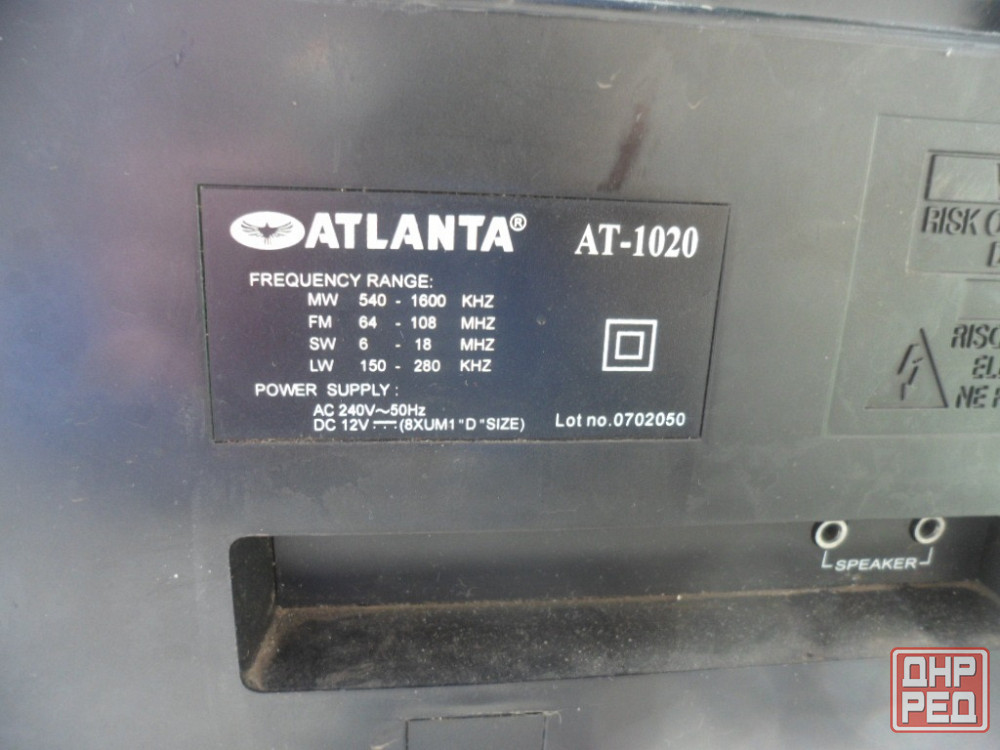 ATLANTA® AT-1020
FREQUENCY RANGE:
MW 540 - 1600 KHZ
FM 64 - 108 MHZ
SW 6 - 18 MHZ
LW 150 - 280 KHZ
POWER SUPPLY :
AC 240V~50Hz
DC 12V ⎓ (8XUM1 "D "SIZE)
Lot no.0702050
RISK
NE
SPEAKER
ДНР
РЕД